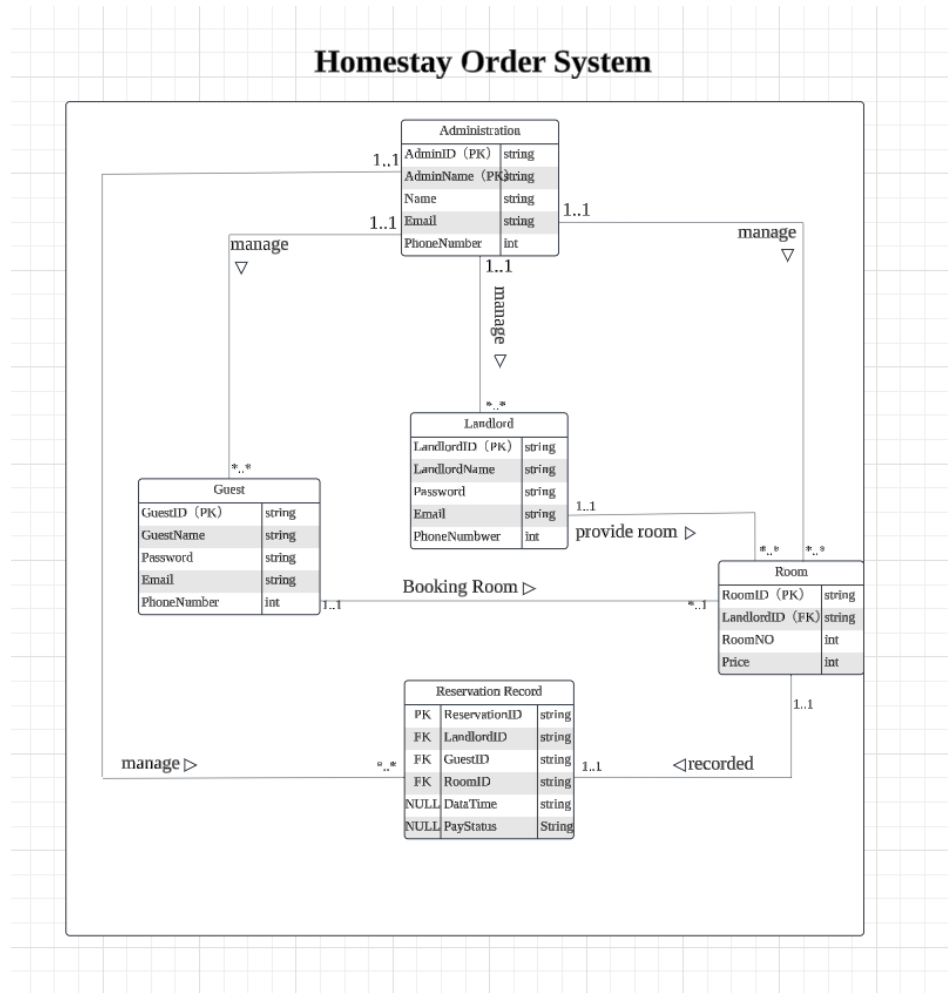 Homestay Order System
Administration
AdminID（PK） string
AdminName（PK） string
Name string
Email string
PhoneNumber int
1..1
1..1
1..1
1..1
manage ▽
manage ▽
manage ▽
*..*
Landlord
LandlordID（PK） string
LandlordName string
Password string
Email string
PhoneNumbwer int
*..*
Guest
GuestID（PK） string
GuestName string
Password string
Email string
PhoneNumber int
1..1
provide room ▷
*..*
*..*
Room
RoomID（PK） string
LandlordID（FK） string
RoomNO int
Price int
Booking Room ▷
1..1
*..1
Reservation Record
PK ReservationID string
FK LandlordID string
FK GuestID string
FK RoomID string
NULL DataTime string
NULL PayStatus String
1..1
manage ▷
*..*
1..1
◁recorded